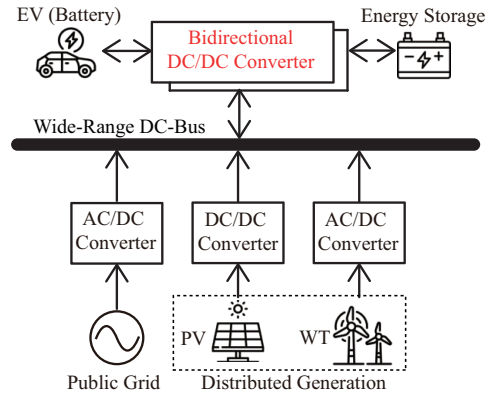 EV (Battery)
Bidirectional
DC/DC Converter
Energy Storage
Wide-Range DC-Bus
AC/DC
Converter
DC/DC
Converter
AC/DC
Converter
PV
WT
Public Grid
Distributed Generation